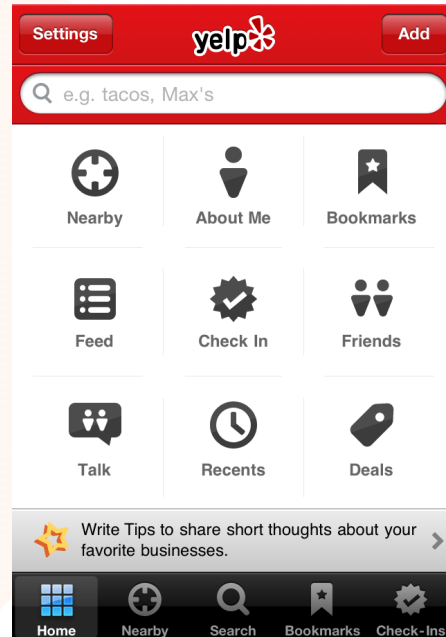 Settings
yelp
Add
e.g. tacos, Max's
Nearby
About Me
Bookmarks
Feed
Check In
Friends
Talk
Recents
Deals
Write Tips to share short thoughts about your
favorite businesses.
Home
Nearby
Search
Bookmarks
Check-Ins